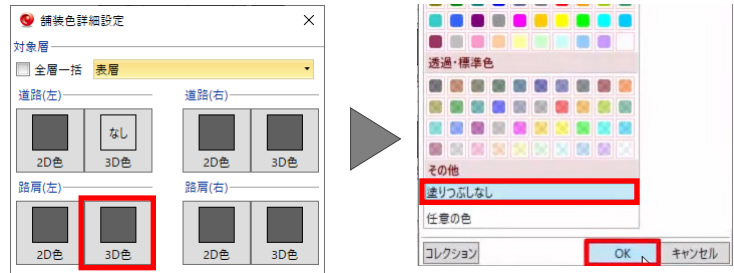 舗装色詳細設定
対象層
全層一括 表層
道路(左) 道路(右)
なし
2D色 3D色 2D色 3D色
路肩(左) 路肩(右)
2D色 3D色 2D色 3D色
透過・標準色
その他
塗りつぶしなし
任意の色
コレクション OK キャンセル